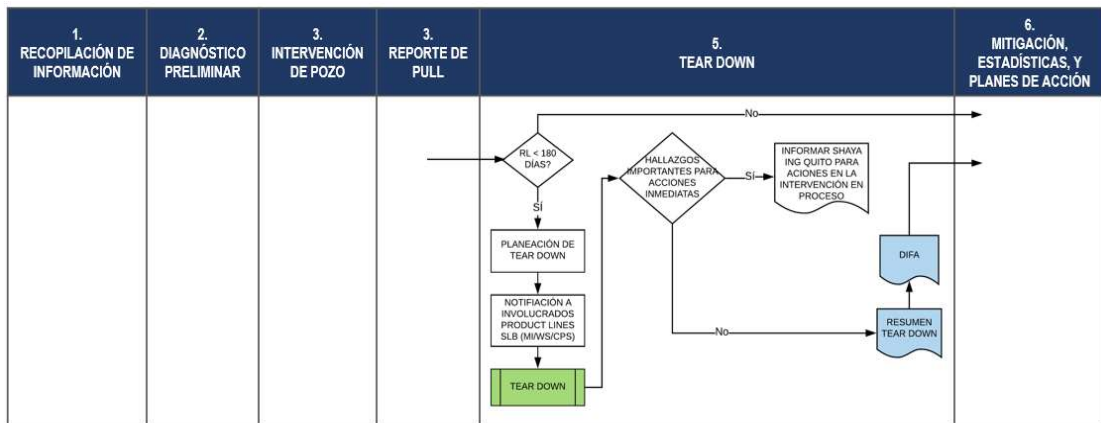 1.
RECOPILACIÓN DE
INFORMACIÓN
2.
DIAGNÓSTICO
PRELIMINAR
3.
INTERVENCIÓN
DE POZO
3.
REPORTE DE
PULL
5.
TEAR DOWN
6.
MITIGACIÓN,
ESTADÍSTICAS, Y
PLANES DE ACCIÓN
No
RL < 180
DÍAS?
SÍ
PLANEACIÓN DE
TEAR DOWN
NOTIFIACIÓN A
INVOLUCRADOS
PRODUCT LINES
SLB (MI/WS/CPS)
TEAR DOWN
HALLAZGOS
IMPORTANTES PARA
ACCIONES
INMEDIATAS
Sí
INFORMAR SHAYA
ING QUITO PARA
ACIONES EN LA
INTERVENCIÓN EN
PROCESO
No
RESUMEN
TEAR DOWN
DIFA